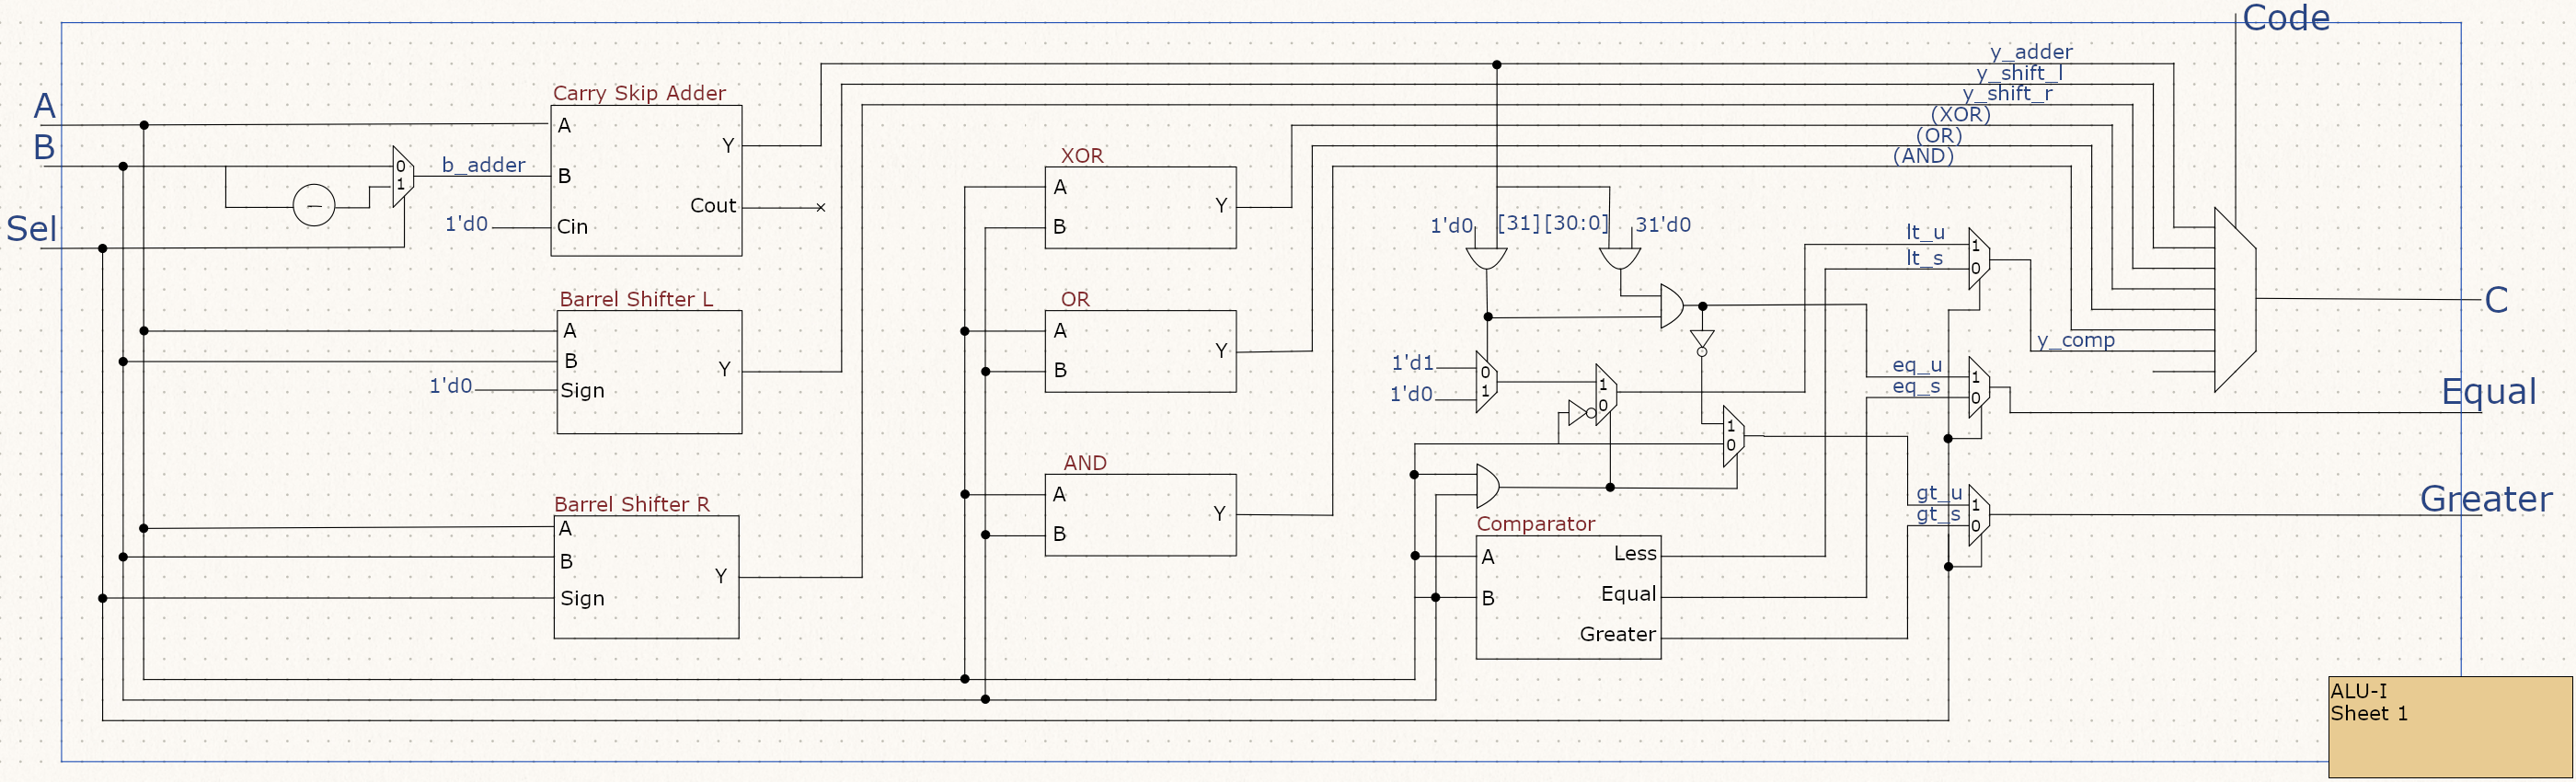 Code
y_adder
y_shift_l
y_shift_r
(XOR)
(OR)
(AND)
A
B
Sel
0
1
b_adder
1'd0
Carry Skip Adder
A
B
Cin
Y
Cout
Barrel Shifter L
A
B
Sign
Y
1'd0
Barrel Shifter R
A
B
Sign
Y
XOR
A
B
Y
OR
A
B
Y
AND
A
B
Y
1'd0 [31] [30:0] 31'd0
1'd1
1'd0
0
1
1
0
1
0
Comparator
A
B
Less
Equal
Greater
lt_u
lt_s
1
0
eq_u
eq_s
1
0
gt_u
gt_s
1
0
y_comp
C
Equal
Greater
ALU-I
Sheet 1